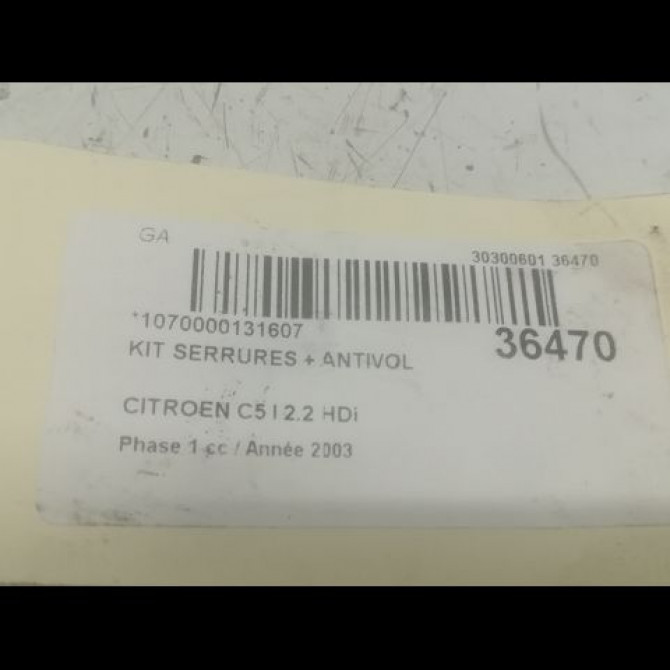 GA
30300601 36470
*1070000131607
36470
KIT SERRURES + ANTIVOL
CITROEN C5 I 2.2 HDi
Phase 1 cc / Année 2003